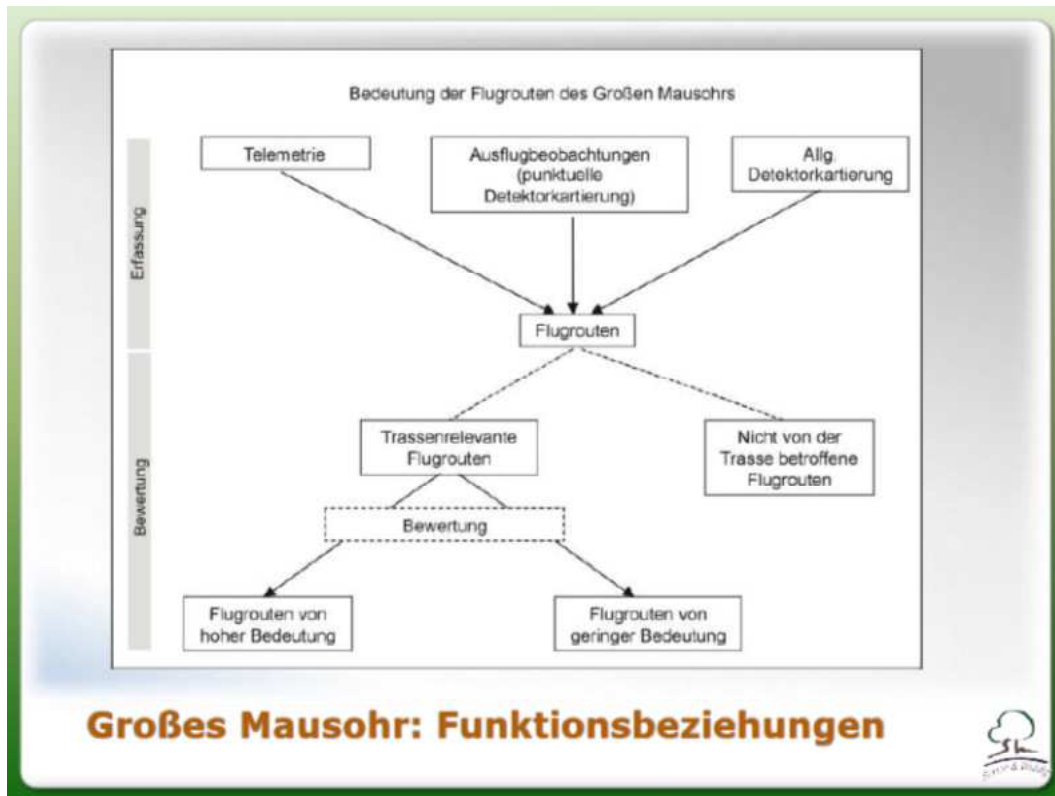 Bedeutung der Flugrouten des Großen Mausohrs
Erfassung
Telemetrie
Ausflugbeobachtungen
(punktuelle
Detektorkartierung)
Allg.
Detektorkartierung
Flugrouten
Bewertung
Trassenrelevante
Flugrouten
Nicht von der
Trasse betroffene
Flugrouten
Bewertung
Flugrouten von
hoher Bedeutung
Flugrouten von
geringer Bedeutung
Großes Mausohr: Funktionsbeziehungen